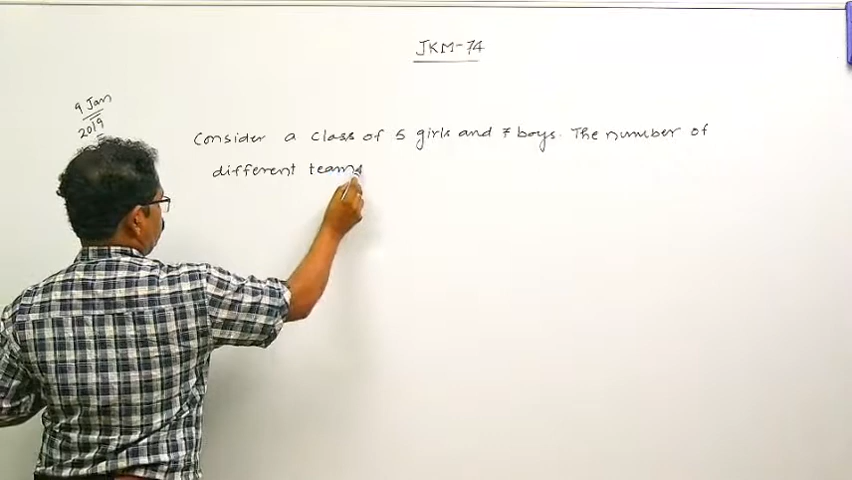 JKM-74
9 Jan
2019
Consider a class of 5 girls and 7 boys. The number of
different teams